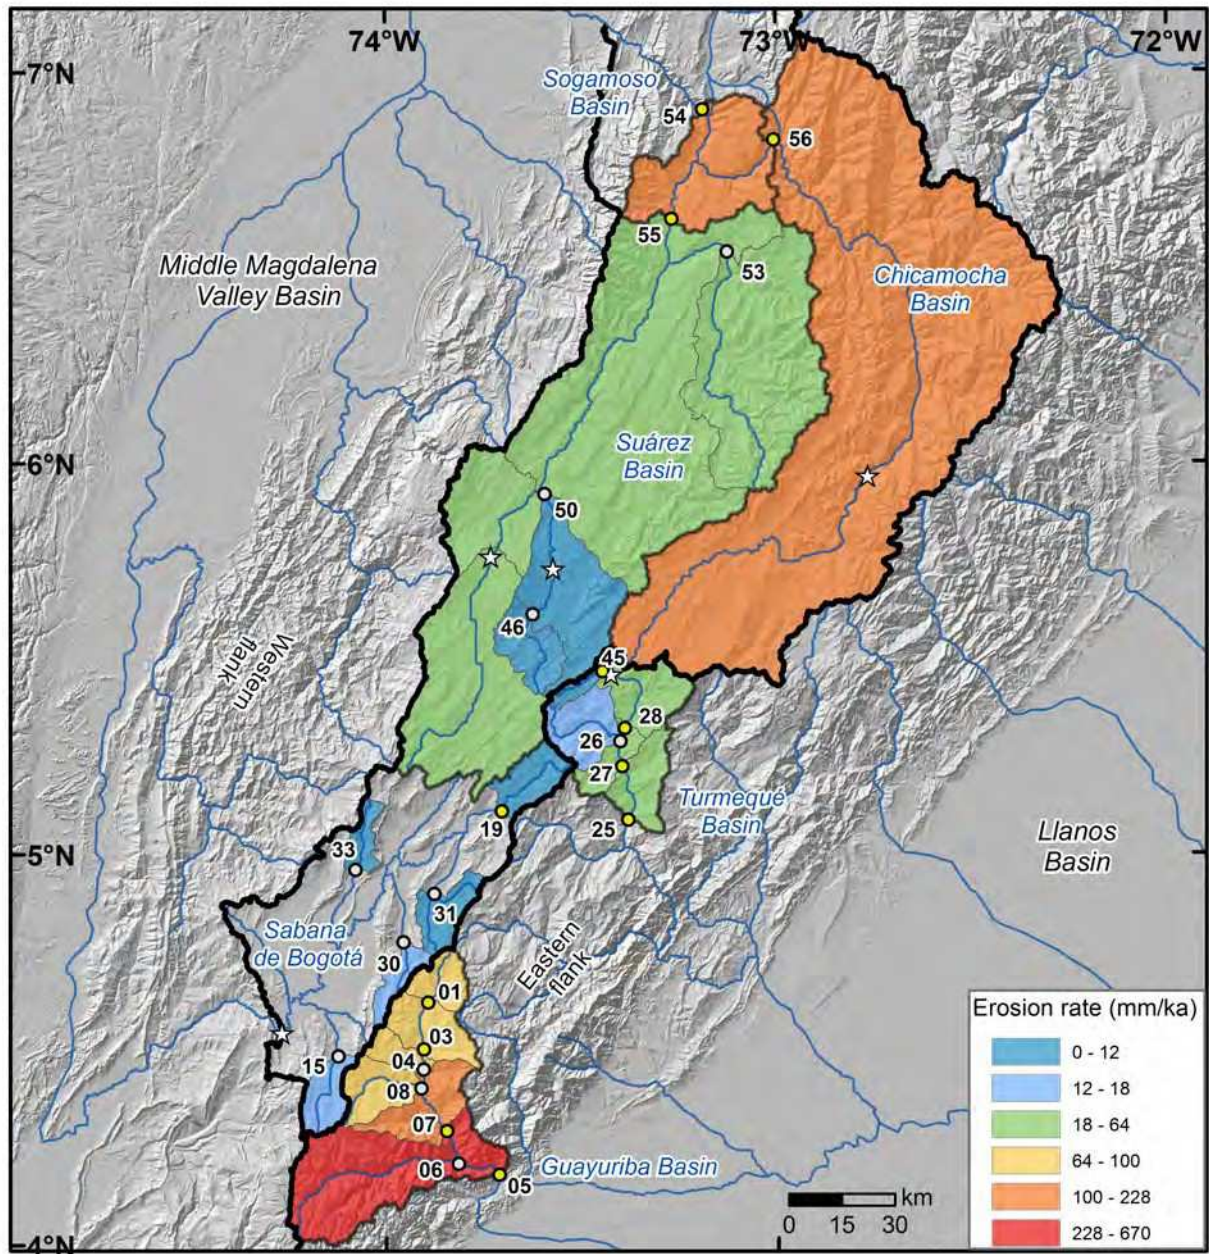 74°W
73°W
72°W
7°N
Sogamoso
Basin
54
56
55
53
Middle Magdalena
Valley Basin
Chicamocha
Basin
6°N
Suárez
Basin
50
46
Western
flank
45
28
26
27
Turmequé
Basin
25
19
5°N
33
Llanos
Basin
31
Sabana
de Bogotá
30
Eastern
flank
01
03
15
04
08
07
06
05
Guayuriba Basin
4°N
km
0 15 30
Erosion rate (mm/ka)
0 - 12
12 - 18
18 - 64
64 - 100
100 - 228
228 - 670